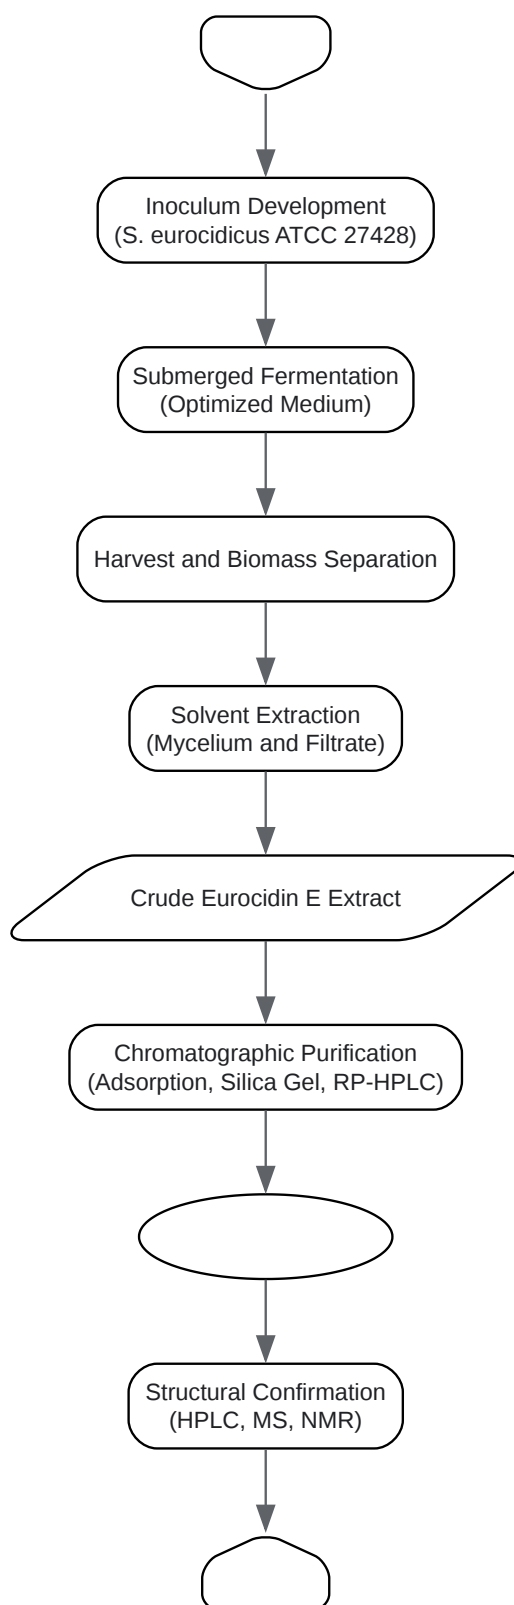 Inoculum Development
(S. eurocidicus ATCC 27428)
Submerged Fermentation
(Optimized Medium)
Harvest and Biomass Separation
Solvent Extraction
(Mycelium and Filtrate)
Crude Eurocidin E Extract
Chromatographic Purification
(Adsorption, Silica Gel, RP-HPLC)
Structural Confirmation
(HPLC, MS, NMR)